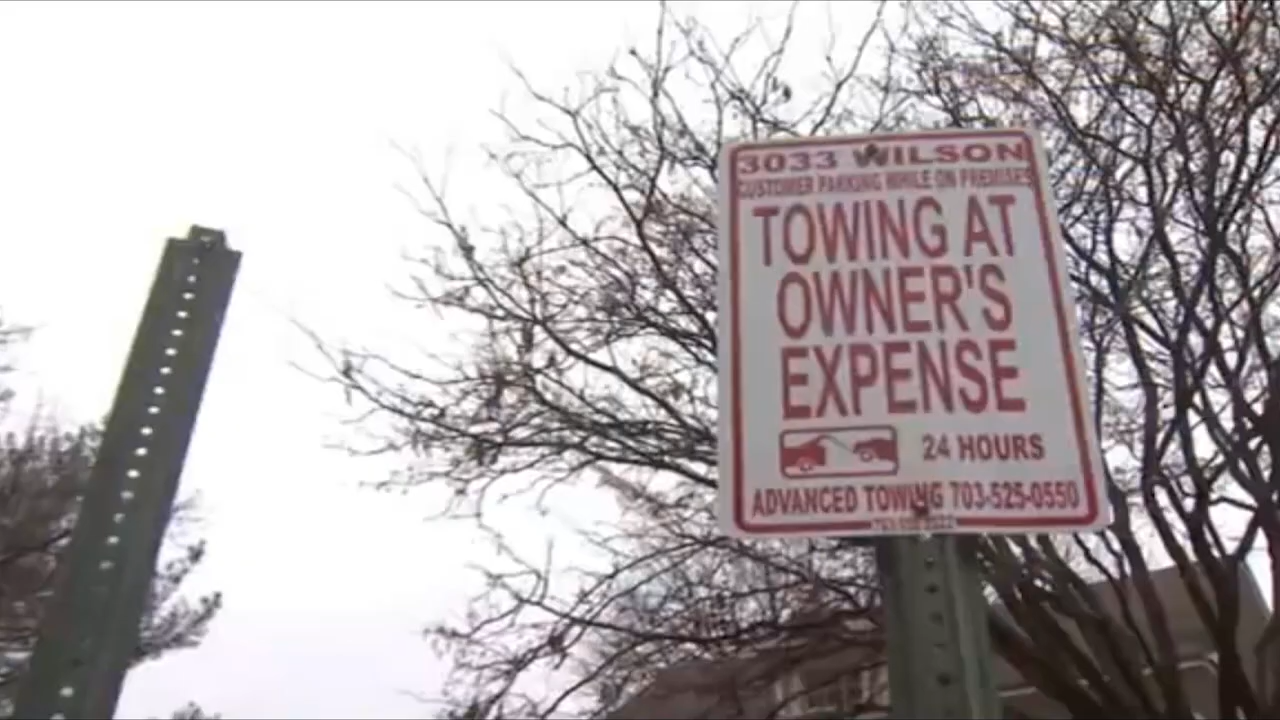 3033 WILSON
CUSTOMER PARKING WHILE ON PREMISES
TOWING AT
OWNER'S
EXPENSE
24 HOURS
ADVANCED TOWING 703-525-0550